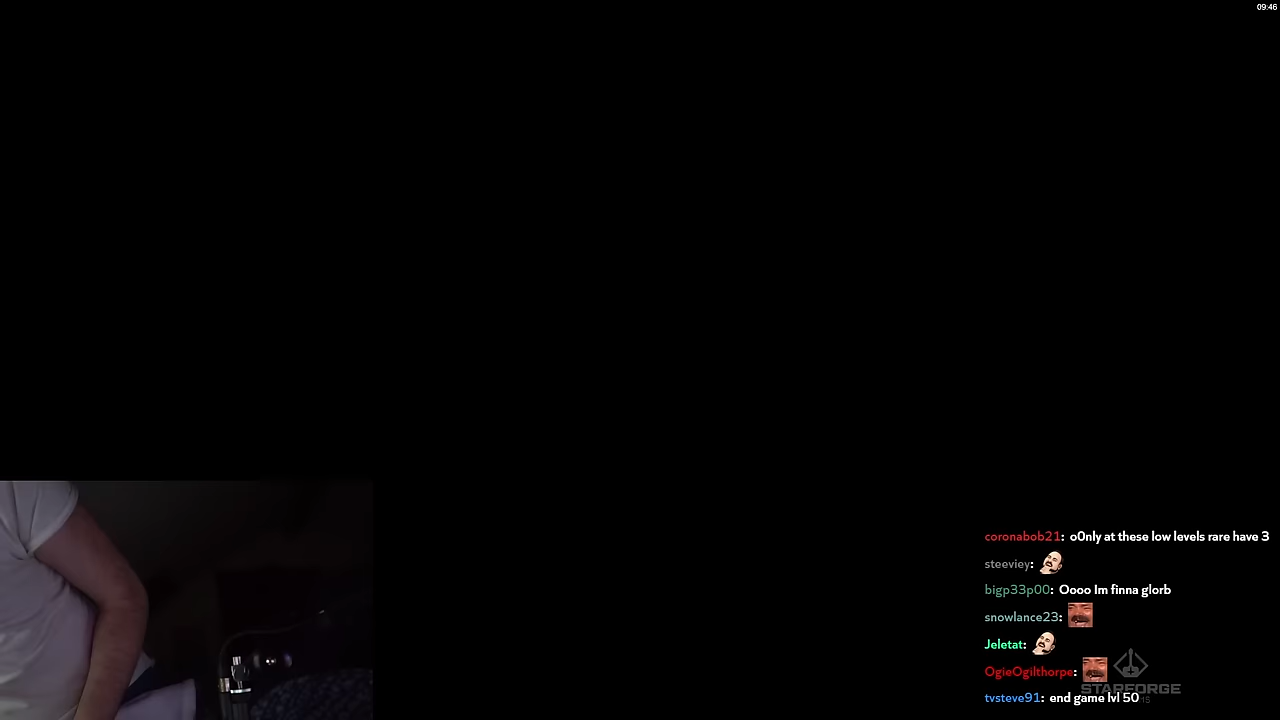 09:46
coronabob21: o0nly at these low levels rare have 3
steeviey:
bigp33p00: Oooo Im finna glorb
snowlance23:
Jeletat:
OgieOgilthorpe:
STARFORGE
tvsteve91: end game lvl 50